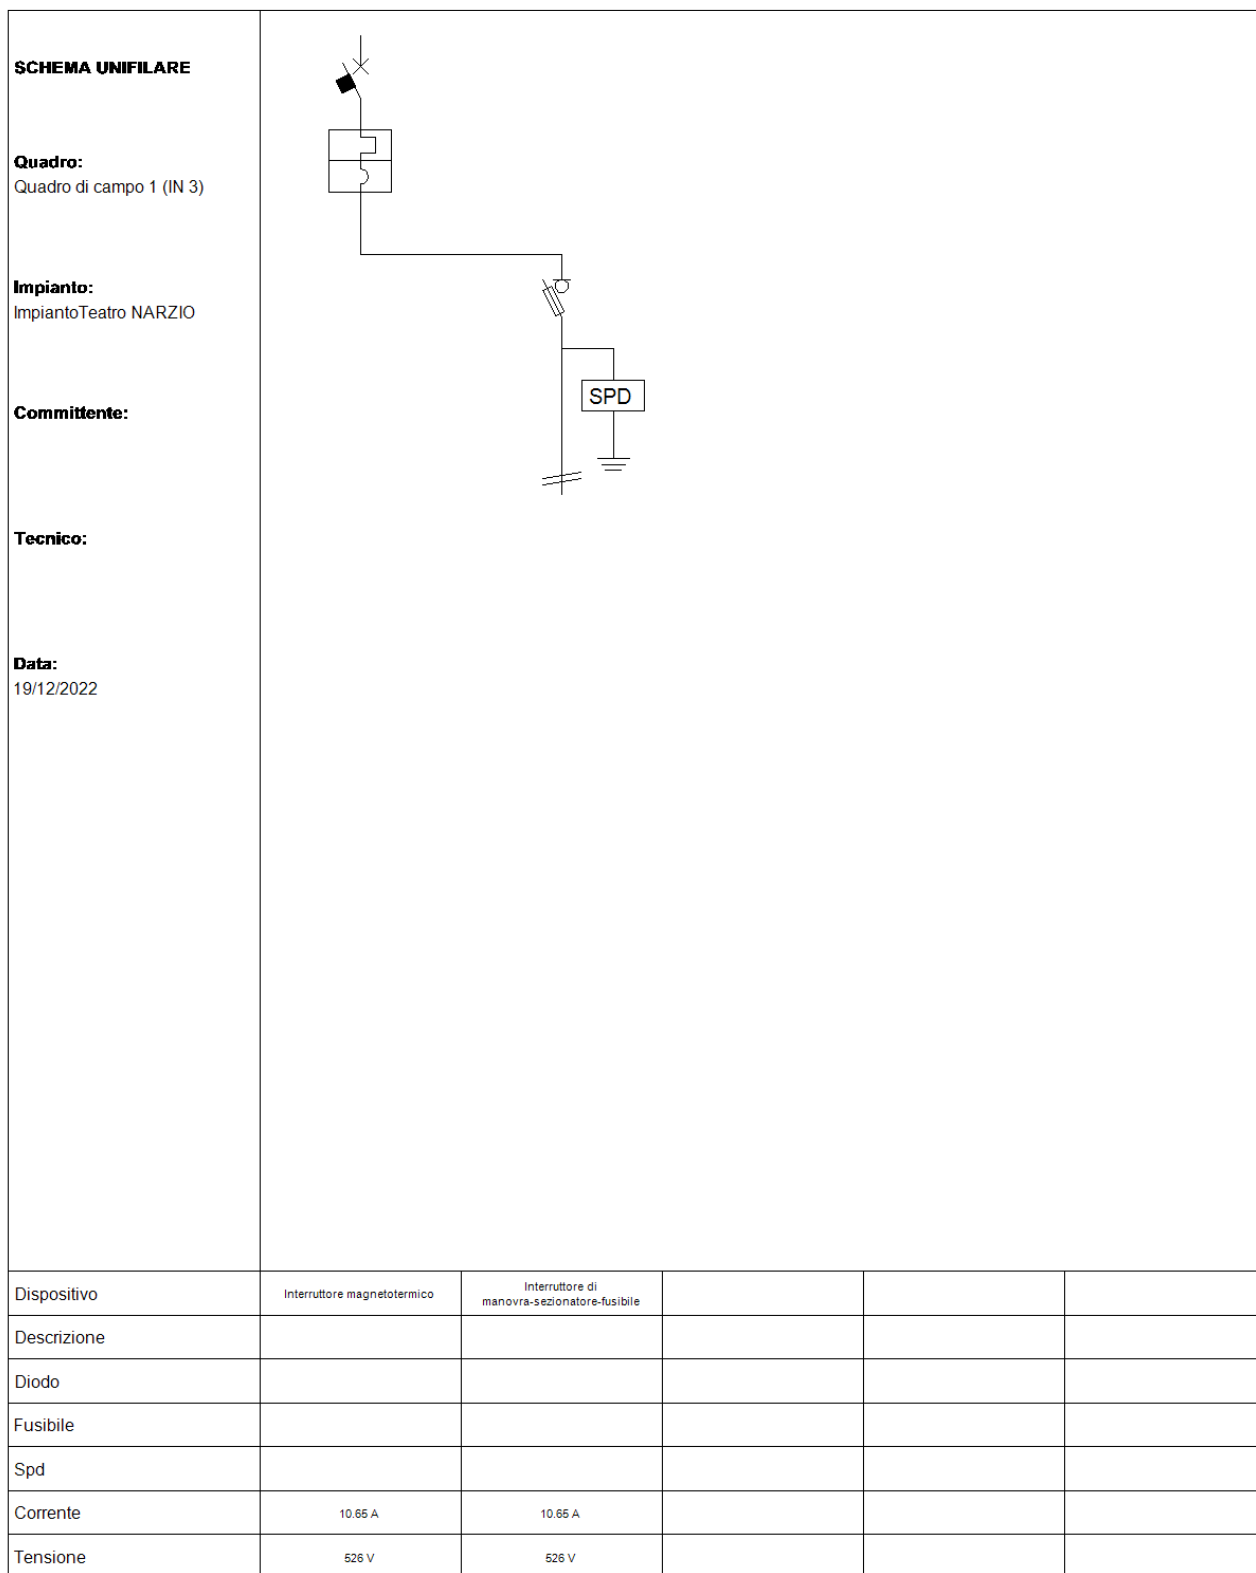 SCHEMA UNIFILARE
Quadro:
Quadro di campo 1 (IN 3)
Impianto:
ImpiantoTeatro NARZIO
Committente:
Tecnico:
Data:
19/12/2022
SPD
Dispositivo
Interruttore magnetotermico
Interruttore di
manovra-sezionatore-fusibile
Descrizione
Diodo
Fusibile
Spd
Corrente
10.65 A
10.65 A
Tensione
526 V
526 V